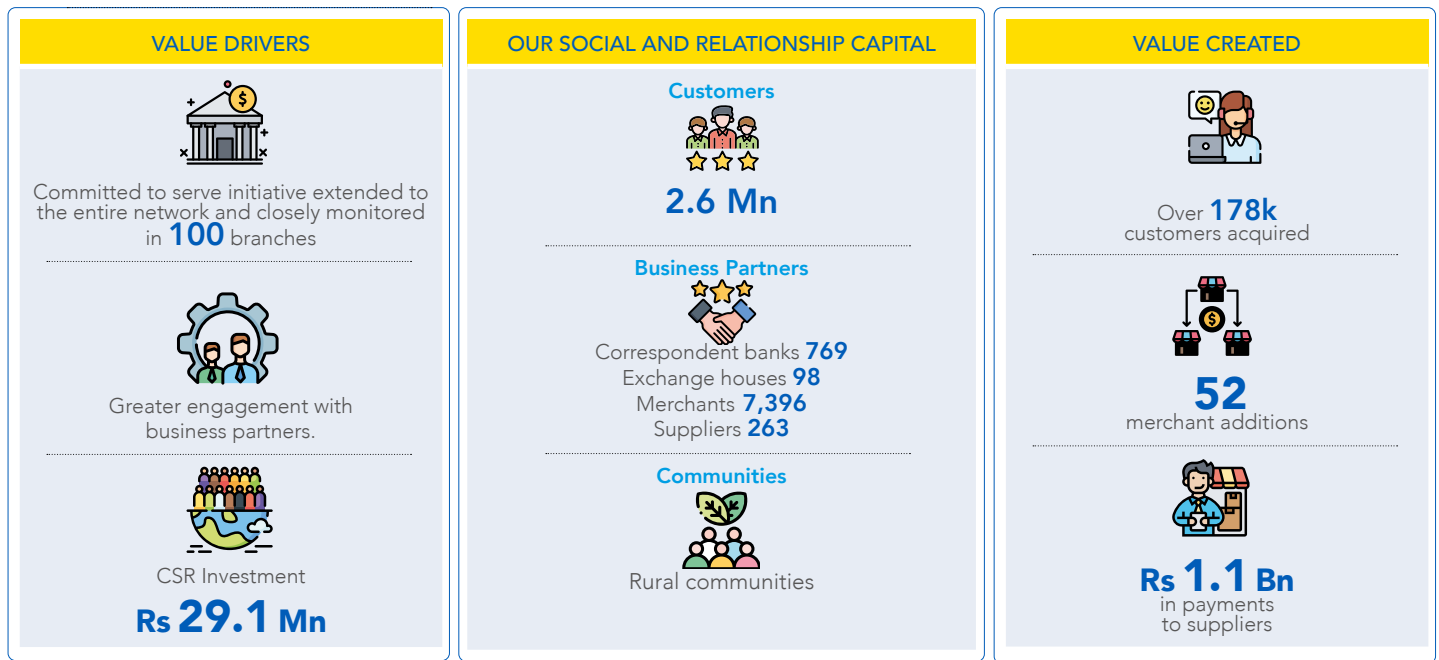 VALUE DRIVERS
Committed to serve initiative extended to
the entire network and closely monitored
in 100 branches
Greater engagement with
business partners.
CSR Investment
Rs 29.1 Mn
OUR SOCIAL AND RELATIONSHIP CAPITAL
Customers
2.6 Mn
Business Partners
Correspondent banks 769
Exchange houses 98
Merchants 7,396
Suppliers 263
Communities
Rural communities
VALUE CREATED
Over 178k
customers acquired
52
merchant additions
Rs 1.1 Bn
in payments
to suppliers